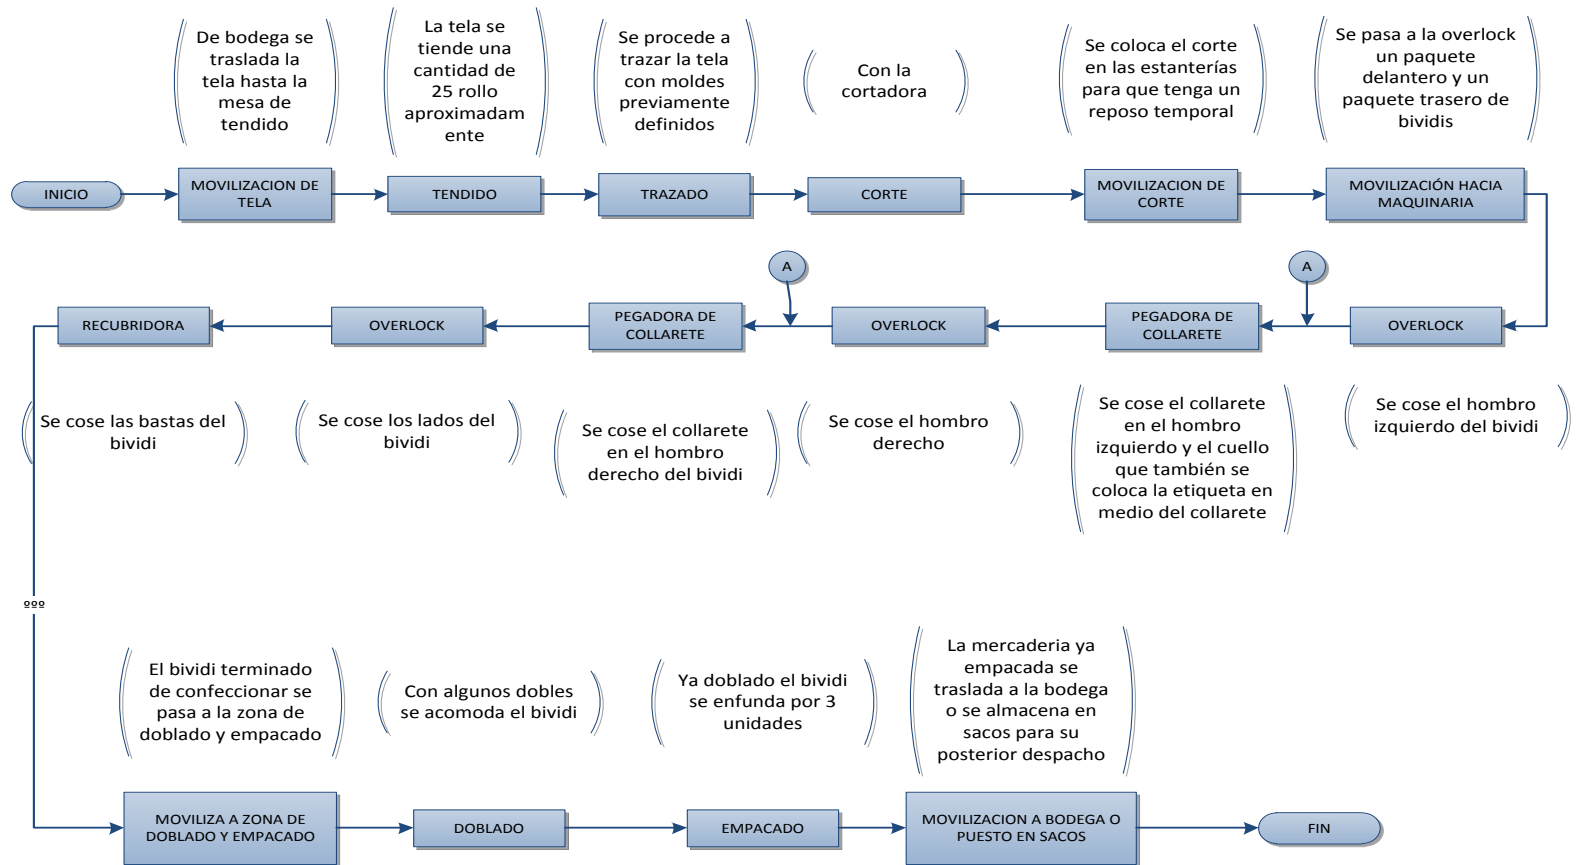 De bodega se
traslada la
tela hasta la
mesa de
tendido
La tela se
tiende una
cantidad de
25 rollo
aproximadam
ente
Se procede a
trazar la tela
con moldes
previamente
definidos
Con la
cortadora
Se coloca el corte
en las estanterías
para que tenga un
reposo temporal
Se pasa a la overlock
un paquete
delantero y un
paquete trasero de
bividis
INICIO
MOVILIZACION DE
TELA
TENDIDO
TRAZADO
CORTE
MOVILIZACION DE
CORTE
MOVILIZACIÓN HACIA
MAQUINARIA
A
A
RECUBRIDORA
OVERLOCK
PEGADORA DE
COLLARETE
OVERLOCK
PEGADORA DE
COLLARETE
OVERLOCK
Se cose las bastas del
bividi
Se cose los lados del
bividi
Se cose el collarete
en el hombro
derecho del bividi
Se cose el hombro
derecho
Se cose el collarete
en el hombro
izquierdo y el cuello
que también se
coloca la etiqueta en
medio del collarete
Se cose el hombro
izquierdo del bividi
ººº
El bividi terminado
de confeccionar se
pasa a la zona de
doblado y empacado
Con algunos dobles
se acomoda el bividi
Ya doblado el bividi
se enfunda por 3
unidades
La mercaderia ya
empacada se
traslada a la bodega
o se almacena en
sacos para su
posterior despacho
MOVILIZA A ZONA DE
DOBLADO Y EMPACADO
DOBLADO
EMPACADO
MOVILIZACION A BODEGA O
PUESTO EN SACOS
FIN